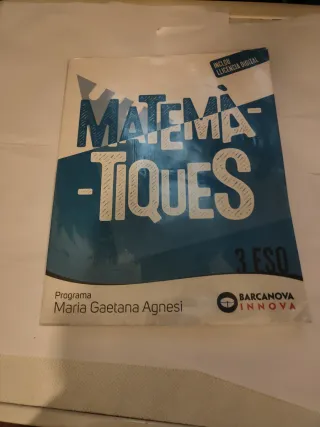 INCLOU
LLICÈNCIA DIGITAL
MATEMÀ-
-TIQUES
3 ESO
Programa
Maria Gaetana Agnesi
BARCANOVA
INNOVA